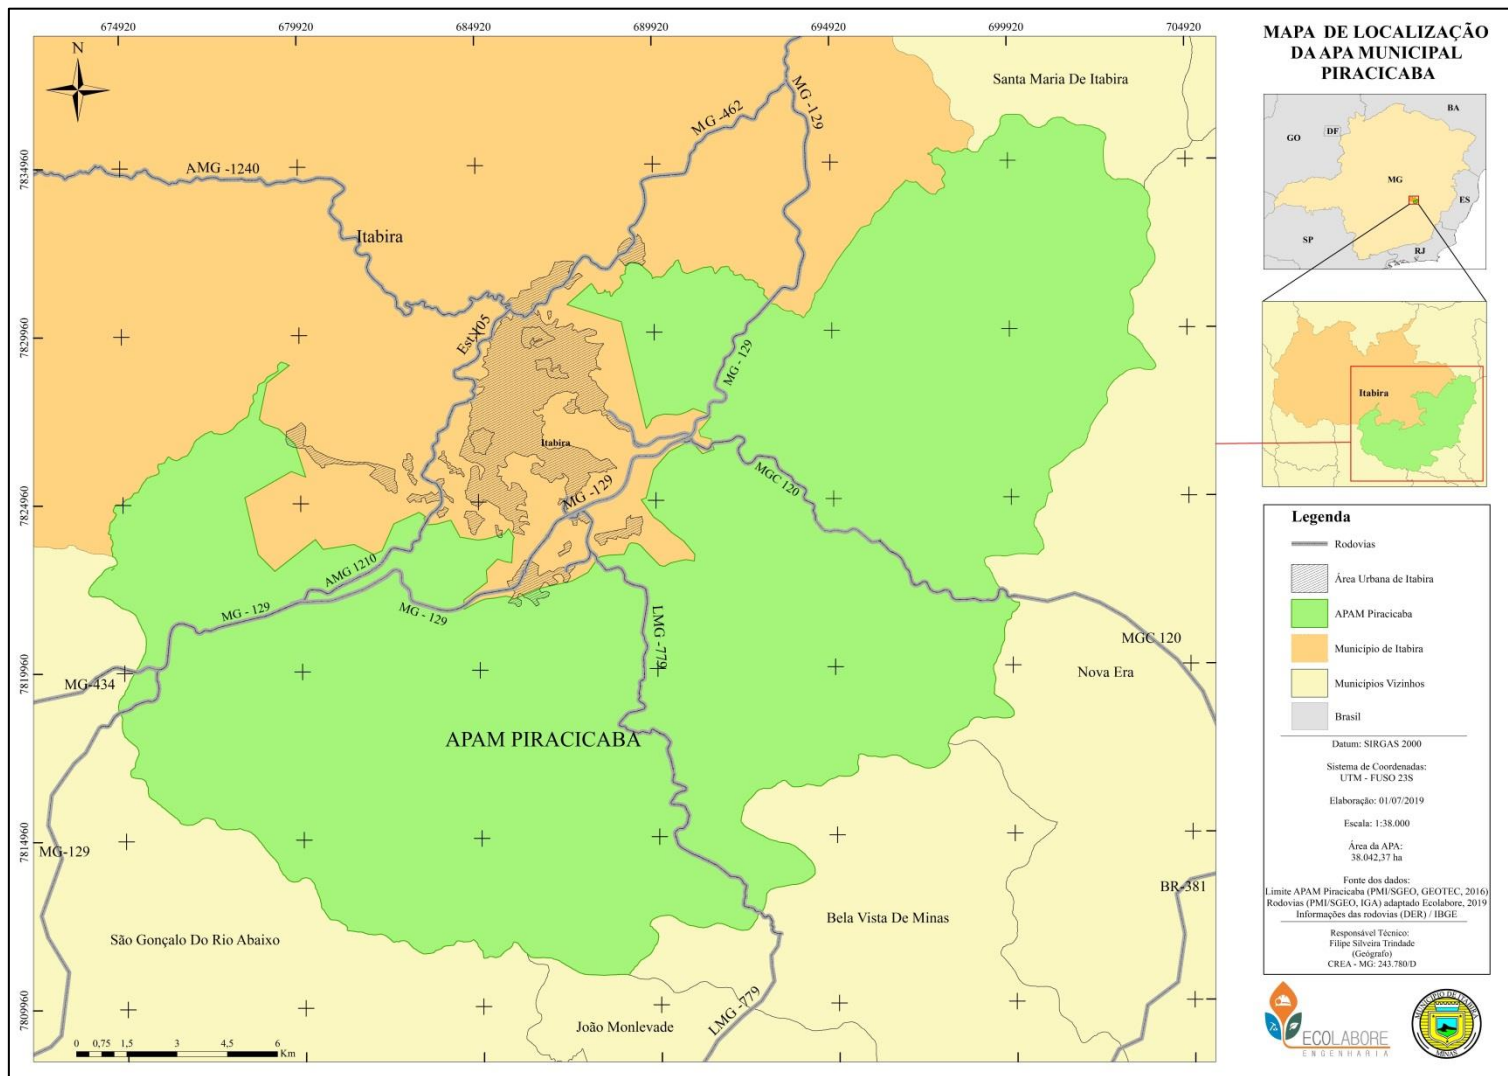 674920
679920
684920
689920
694920
699920
704920
N
MAPA DE LOCALIZAÇÃO
DA APA MUNICIPAL
PIRACICABA
Santa Maria De Itabira
MG -129
MG -462
AMG -1240
Itabira
7834960
7829960
7824960
7819960
7814960
7809960
Est 105
MG - 129
Itabira
MG -129
MGC 120
AMG 1210
MG - 129
MG - 129
LMG -779
MGC 120
Nova Era
MG-434
APAM PIRACICABA
MG-129
BR-381
Bela Vista De Minas
São Gonçalo Do Rio Abaixo
João Monlevade
LMG -779
0 0,75 1,5 3 4,5 6
Km
BA
DF
GO
MG
ES
SP
RJ
Itabira
Legenda
Rodovias
Área Urbana de Itabira
APAM Piracicaba
Município de Itabira
Municípios Vizinhos
Brasil
Datum: SIRGAS 2000
Sistema de Coordenadas:
UTM - FUSO 23S
Elaboração: 01/07/2019
Escala: 1:38.000
Área da APA:
38.042,37 ha
Fonte dos dados:
Limite APAM Piracicaba (PMI/SGEO, GEOTEC, 2016)
Rodovias (PMI/SGEO, IGA) adaptado Ecolabore, 2019
Informações das rodovias (DER) / IBGE
Responsável Técnico:
Filipe Silveira Trindade
(Geógrafo)
CREA - MG: 243.780/D
ECOLABORE
ENGENHARIA
MUNICÍPIO DE ITABIRA
MINAS